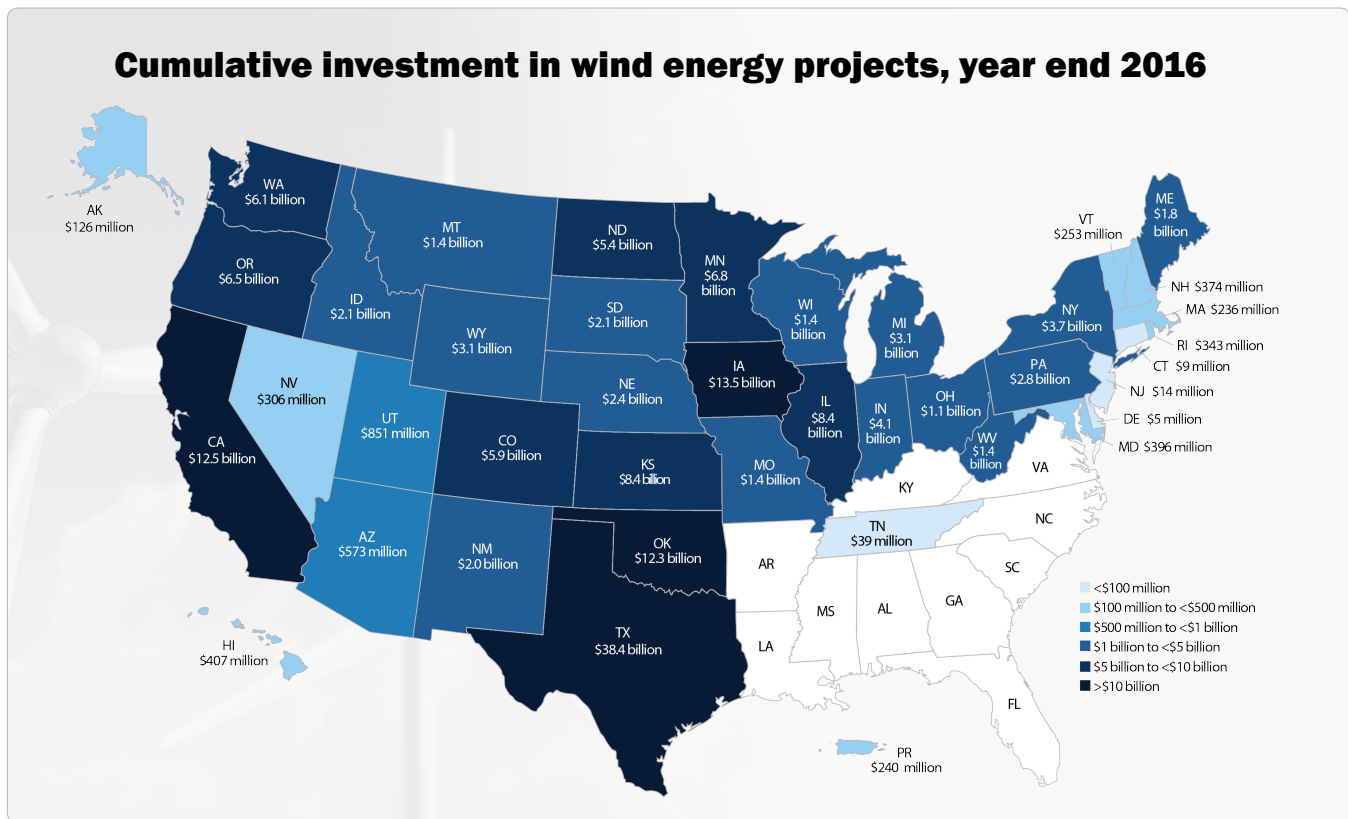 Cumulative investment in wind energy projects, year end 2016
AK
$126 million
WA
$6.1 billion
OR
$6.5 billion
ID
$2.1 billion
MT
$1.4 billion
WY
$3.1 billion
ND
$5.4 billion
SD
$2.1 billion
NE
$2.4 billion
MN
$6.8
billion
WI
$1.4
billion
MI
$3.1
billion
IA
$13.5 billion
IL
$8.4
billion
IN
$4.1
billion
OH
$1.1 billion
PA
$2.8 billion
NY
$3.7 billion
WV
$1.4
billion
VT
$253 million
ME
$1.8
billion
NH $374 million
MA $236 million
RI $343 million
CT $9 million
NJ $14 million
DE $5 million
MD $396 million
NV
$306 million
UT
$851 million
CA
$12.5 billion
CO
$5.9 billion
KS
$8.4 billion
MO
$1.4 billion
KY
VA
NC
TN
$39 million
SC
AZ
$573 million
NM
$2.0 billion
OK
$12.3 billion
AR
TX
$38.4 billion
LA
MS
AL
GA
FL
HI
$407 million
PR
$240 million
<$100 million
$100 million to <$500 million
$500 million to <$1 billion
$1 billion to <$5 billion
$5 billion to <$10 billion
>$10 billion